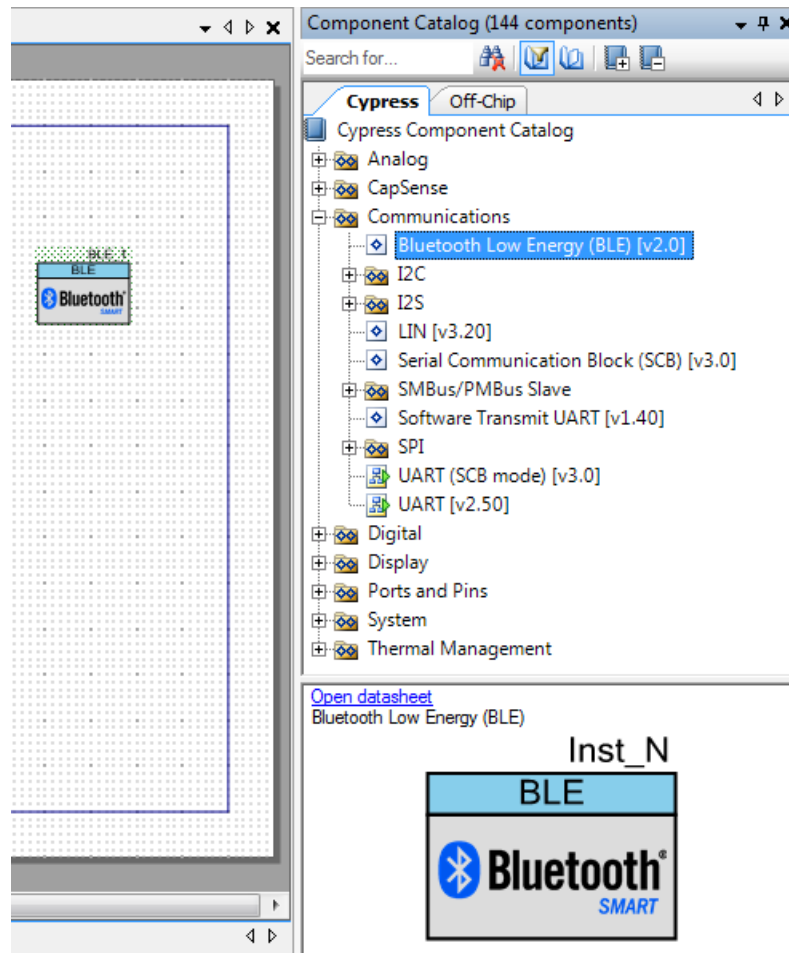 Component Catalog (144 components)
Search for...
Cypress
Off-Chip
Cypress Component Catalog
Analog
CapSense
Communications
Bluetooth Low Energy (BLE) [v2.0]
I2C
I2S
LIN [v3.20]
Serial Communication Block (SCB) [v3.0]
SMBus/PMBus Slave
Software Transmit UART [v1.40]
SPI
UART (SCB mode) [v3.0]
UART [v2.50]
Digital
Display
Ports and Pins
System
Thermal Management
BLE_1
BLE
Bluetooth
SMART
Open datasheet
Bluetooth Low Energy (BLE)
Inst_N
BLE
Bluetooth®
SMART